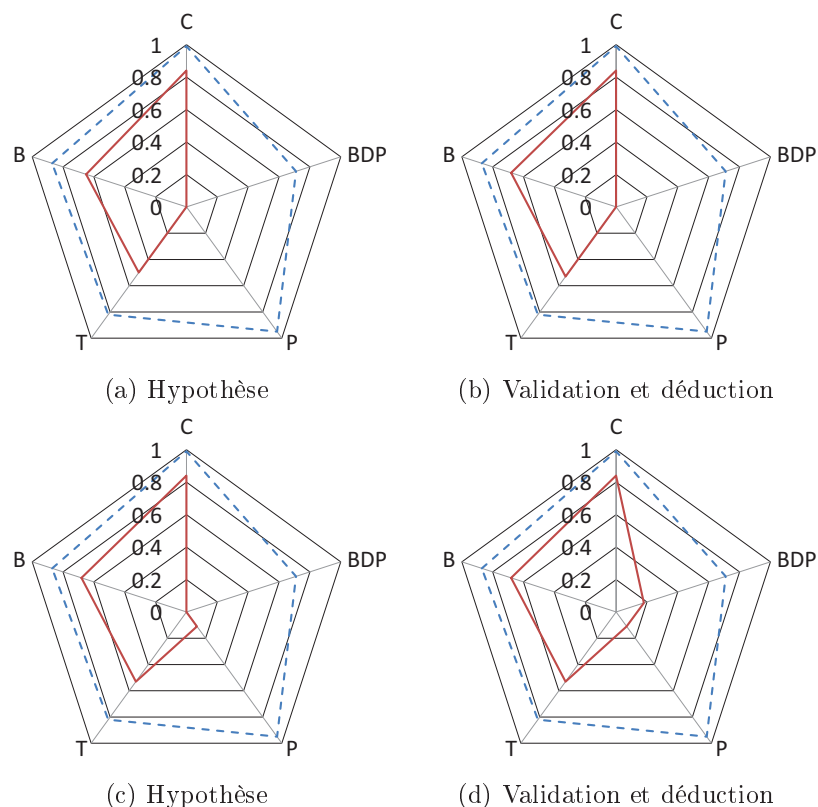 C
1
0.8
0.6
0.4
0.2
0
B
BDP
T
P
(a) Hypothèse
C
1
0.8
0.6
0.4
0.2
0
B
BDP
T
P
(b) Validation et déduction
C
1
0.8
0.6
0.4
0.2
0
B
BDP
T
P
(c) Hypothèse
C
1
0.8
0.6
0.4
0.2
0
B
BDP
T
P
(d) Validation et déduction